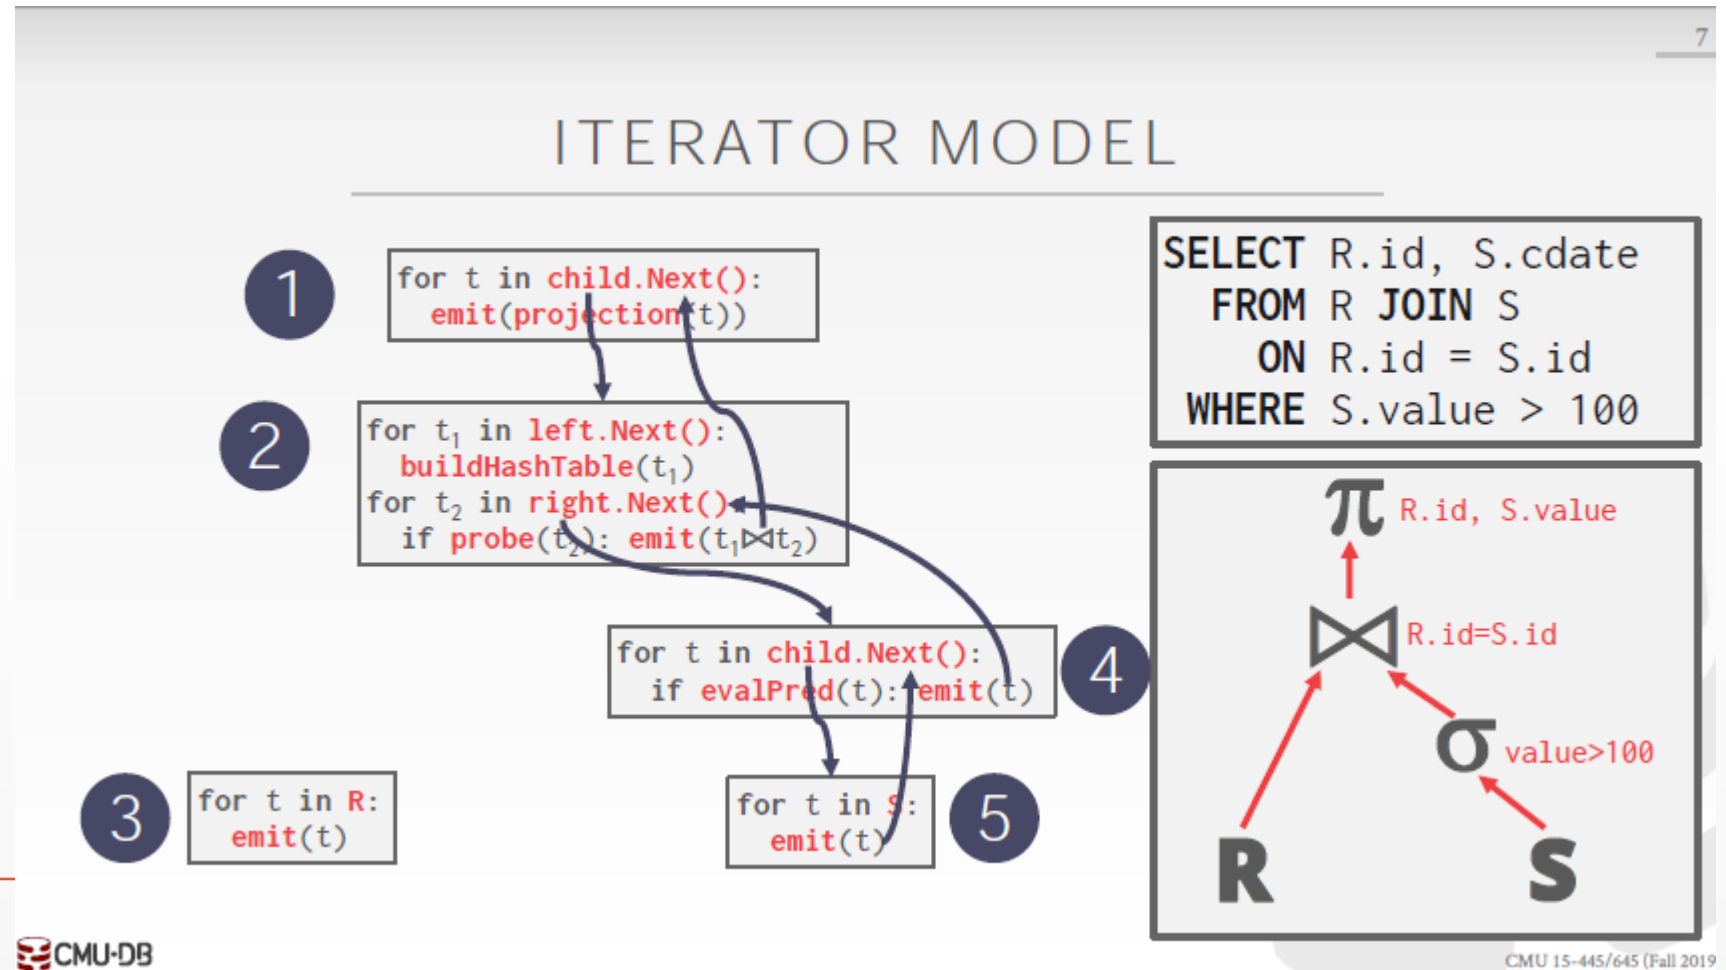 7
ITERATOR MODEL
1
for t in child.Next():
emit(projection(t))
2
for t₁ in left.Next():
buildHashTable(t₁)
for t₂ in right.Next():
if probe(t₂): emit(t₁⋈t₂)
for t in child.Next():
if evalPred(t): emit(t)
4
3
for t in R:
emit(t)
for t in S:
emit(t)
5
SELECT R.id, S.cdate
FROM R JOIN S
ON R.id = S.id
WHERE S.value > 100
π R.id, S.value
⋈ R.id=S.id
σ value>100
R S
CMU·DB
CMU 15-445/645 (Fall 2019